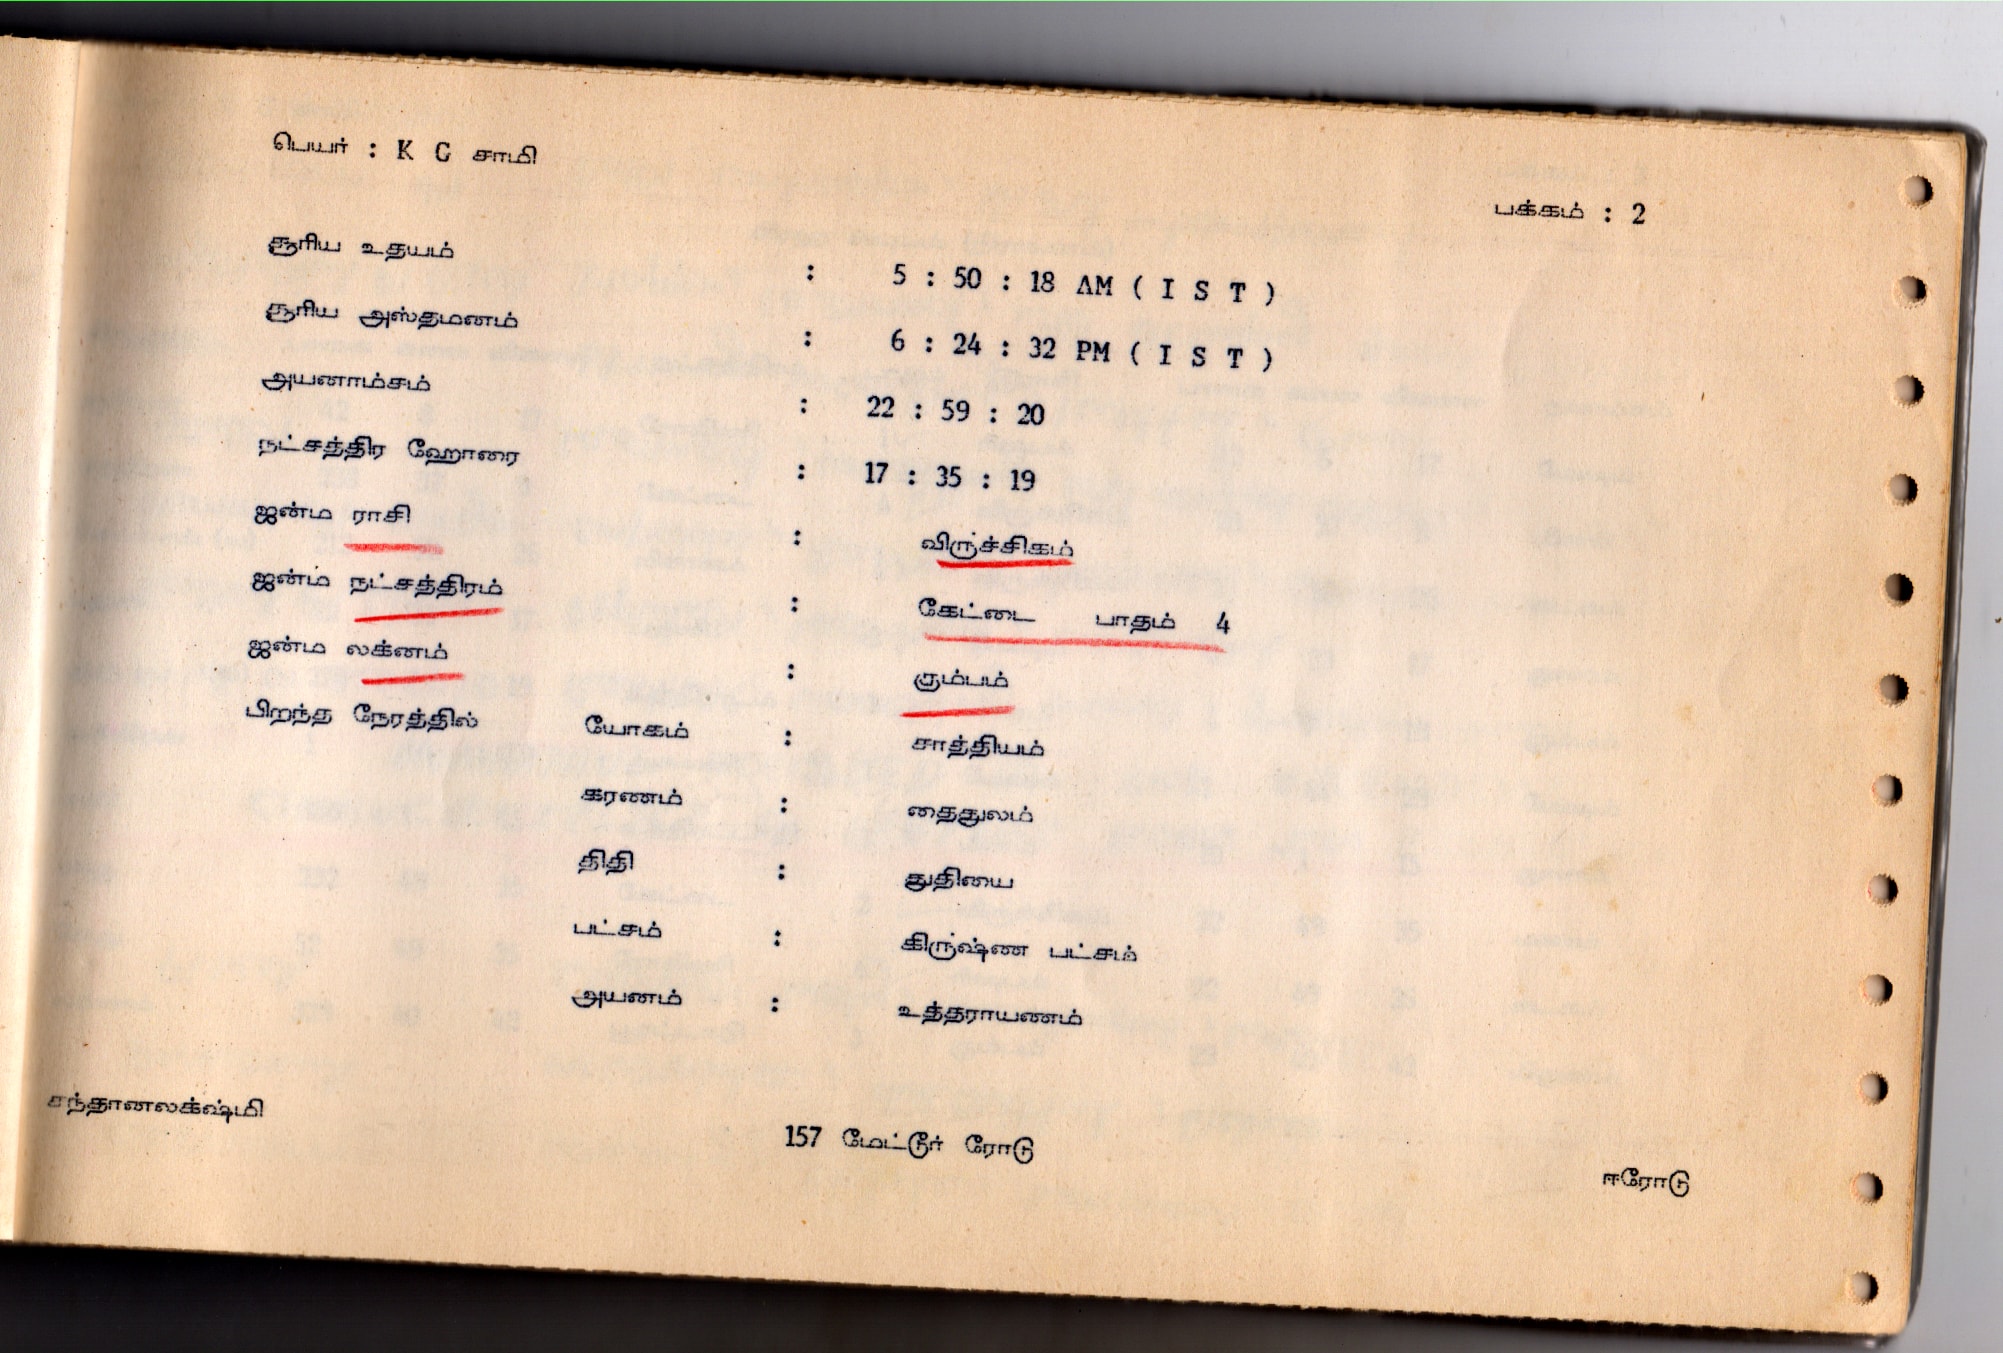 பெயர் : K G சாமி
பக்கம் : 2
சூரிய உதயம் : 5 : 50 : 18 AM ( I S T )
சூரிய அஸ்தமனம் : 6 : 24 : 32 PM ( I S T )
அயனாம்சம் : 22 : 59 : 20
நட்சத்திர ஹோரை : 17 : 35 : 19
ஜன்ம ராசி : விருச்சிகம்
ஜன்ம நட்சத்திரம் : கேட்டை பாதம் 4
ஜன்ம லக்னம் : கும்பம்
பிறந்த நேரத்தில் யோகம் : சாத்தியம்
கரணம் : தைதுலம்
திதி : துதியை
பட்சம் : கிருஷ்ண பட்சம்
அயனம் : உத்தராயணம்
சந்தானலக்ஷ்மி 157 மேட்டூர் ரோடு ஈரோடு